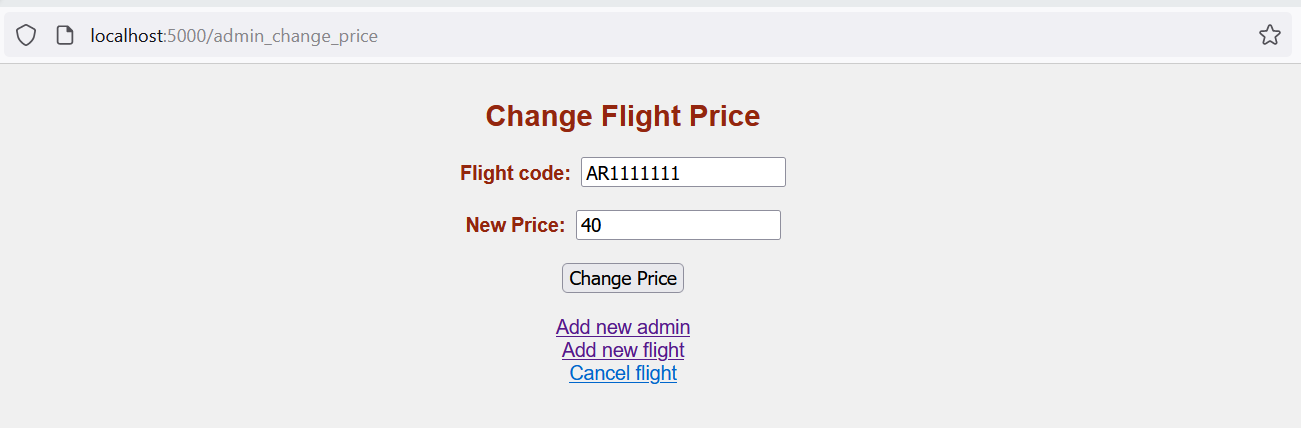 localhost:5000/admin_change_price
Change Flight Price
Flight code: AR1111111
New Price: 40
Change Price
Add new admin
Add new flight
Cancel flight